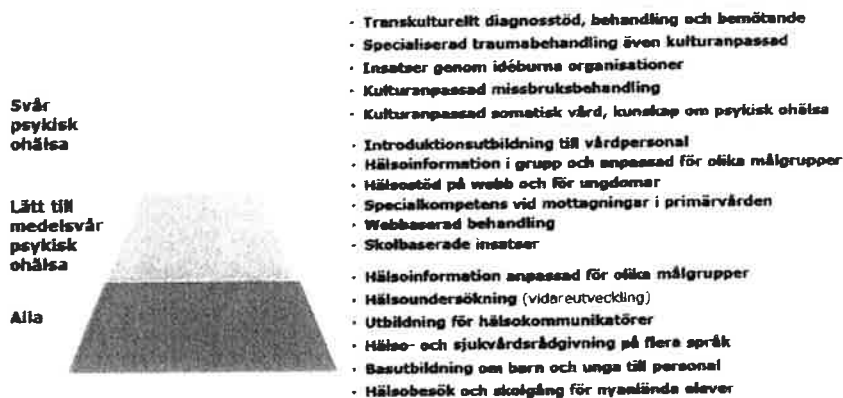 · Transkulturellt diagnosstöd, behandling och bemötande
· Specialiserad traumabehandling även kulturanpassad
· Insatser genom idéburna organisationer
· Kulturanpassad missbruksbehandling
· Kulturanpassad somatisk vård, kunskap om psykisk ohälsa
Svår
psykisk
ohälsa
· Introduktionsutbildning till vårdpersonal
· Hälsoinformation i grupp och anpassad för olika målgrupper
· Hälsostöd på webb och för ungdomar
· Specialkompetens vid mottagningar i primärvården
· Webbaserad behandling
· Skolbaserade insatser
Lätt till
medelsvår
psykisk
ohälsa
· Hälsoinformation anpassad för olika målgrupper
· Hälsoundersökning (vidareutveckling)
· Utbildning för hälsokommunikatörer
· Hälso- och sjukvårdsrådgivning på flera språk
· Basutbildning om barn och unga till personal
· Hälsobesök och skolgång för nyanlända elever
Alla